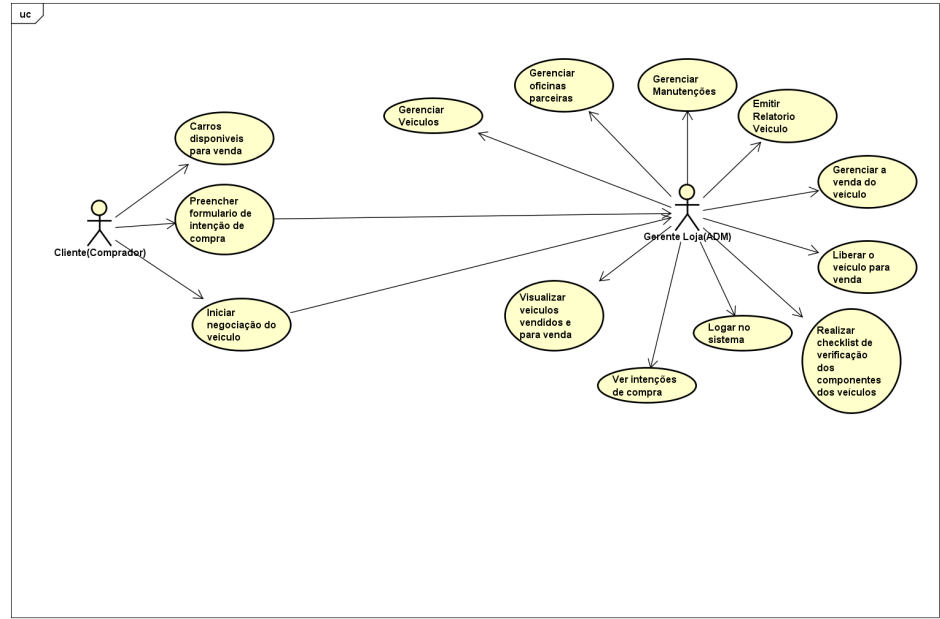 uc
Carros
disponiveis
para venda
Preencher
formulario de
intenção de
compra
Cliente(Comprador)
Iniciar
negociação do
veiculo
Gerenciar
Veiculos
Gerenciar
oficinas
parceiras
Gerenciar
Manutenções
Emitir
Relatorio
Veiculo
Gerenciar a
venda do
veículo
Gerente Loja(ADM)
Liberar o
veiculo para
venda
Visualizar
veiculos
vendidos e
para venda
Logar no
sistema
Realizar
checklist de
verificação
dos
componentes
dos veiculos
Ver intenções
de compra